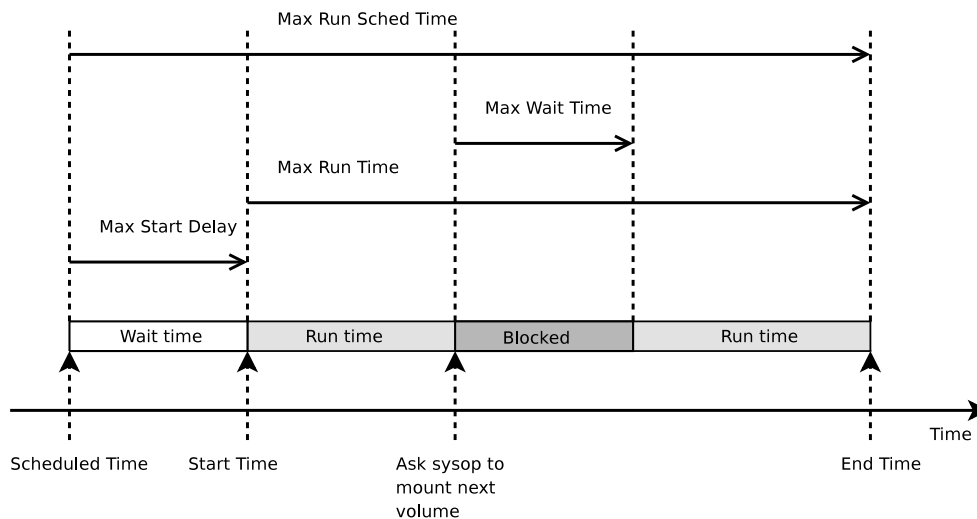 Max Run Sched Time
Max Wait Time
Max Run Time
Max Start Delay
Wait time
Run time
Blocked
Run time
Time
Scheduled Time
Start Time
Ask sysop to
mount next
volume
End Time